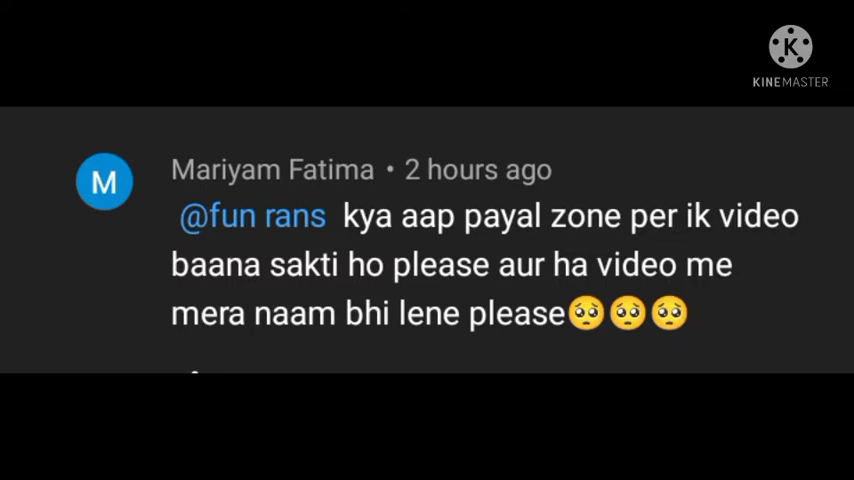 K
KINEMASTER
M
Mariyam Fatima • 2 hours ago
@fun rans kya aap payal zone per ik video
baana sakti ho please aur ha video me
mera naam bhi lene please🥺🥺🥺